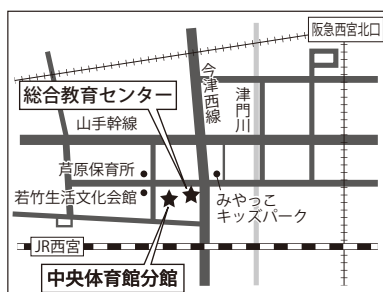 阪急西宮北口
今津西線
津門川
総合教育センター
山手幹線
芦原保育所
若竹生活文化会館
みやっこ
キッズパーク
JR西宮
中央体育館分館